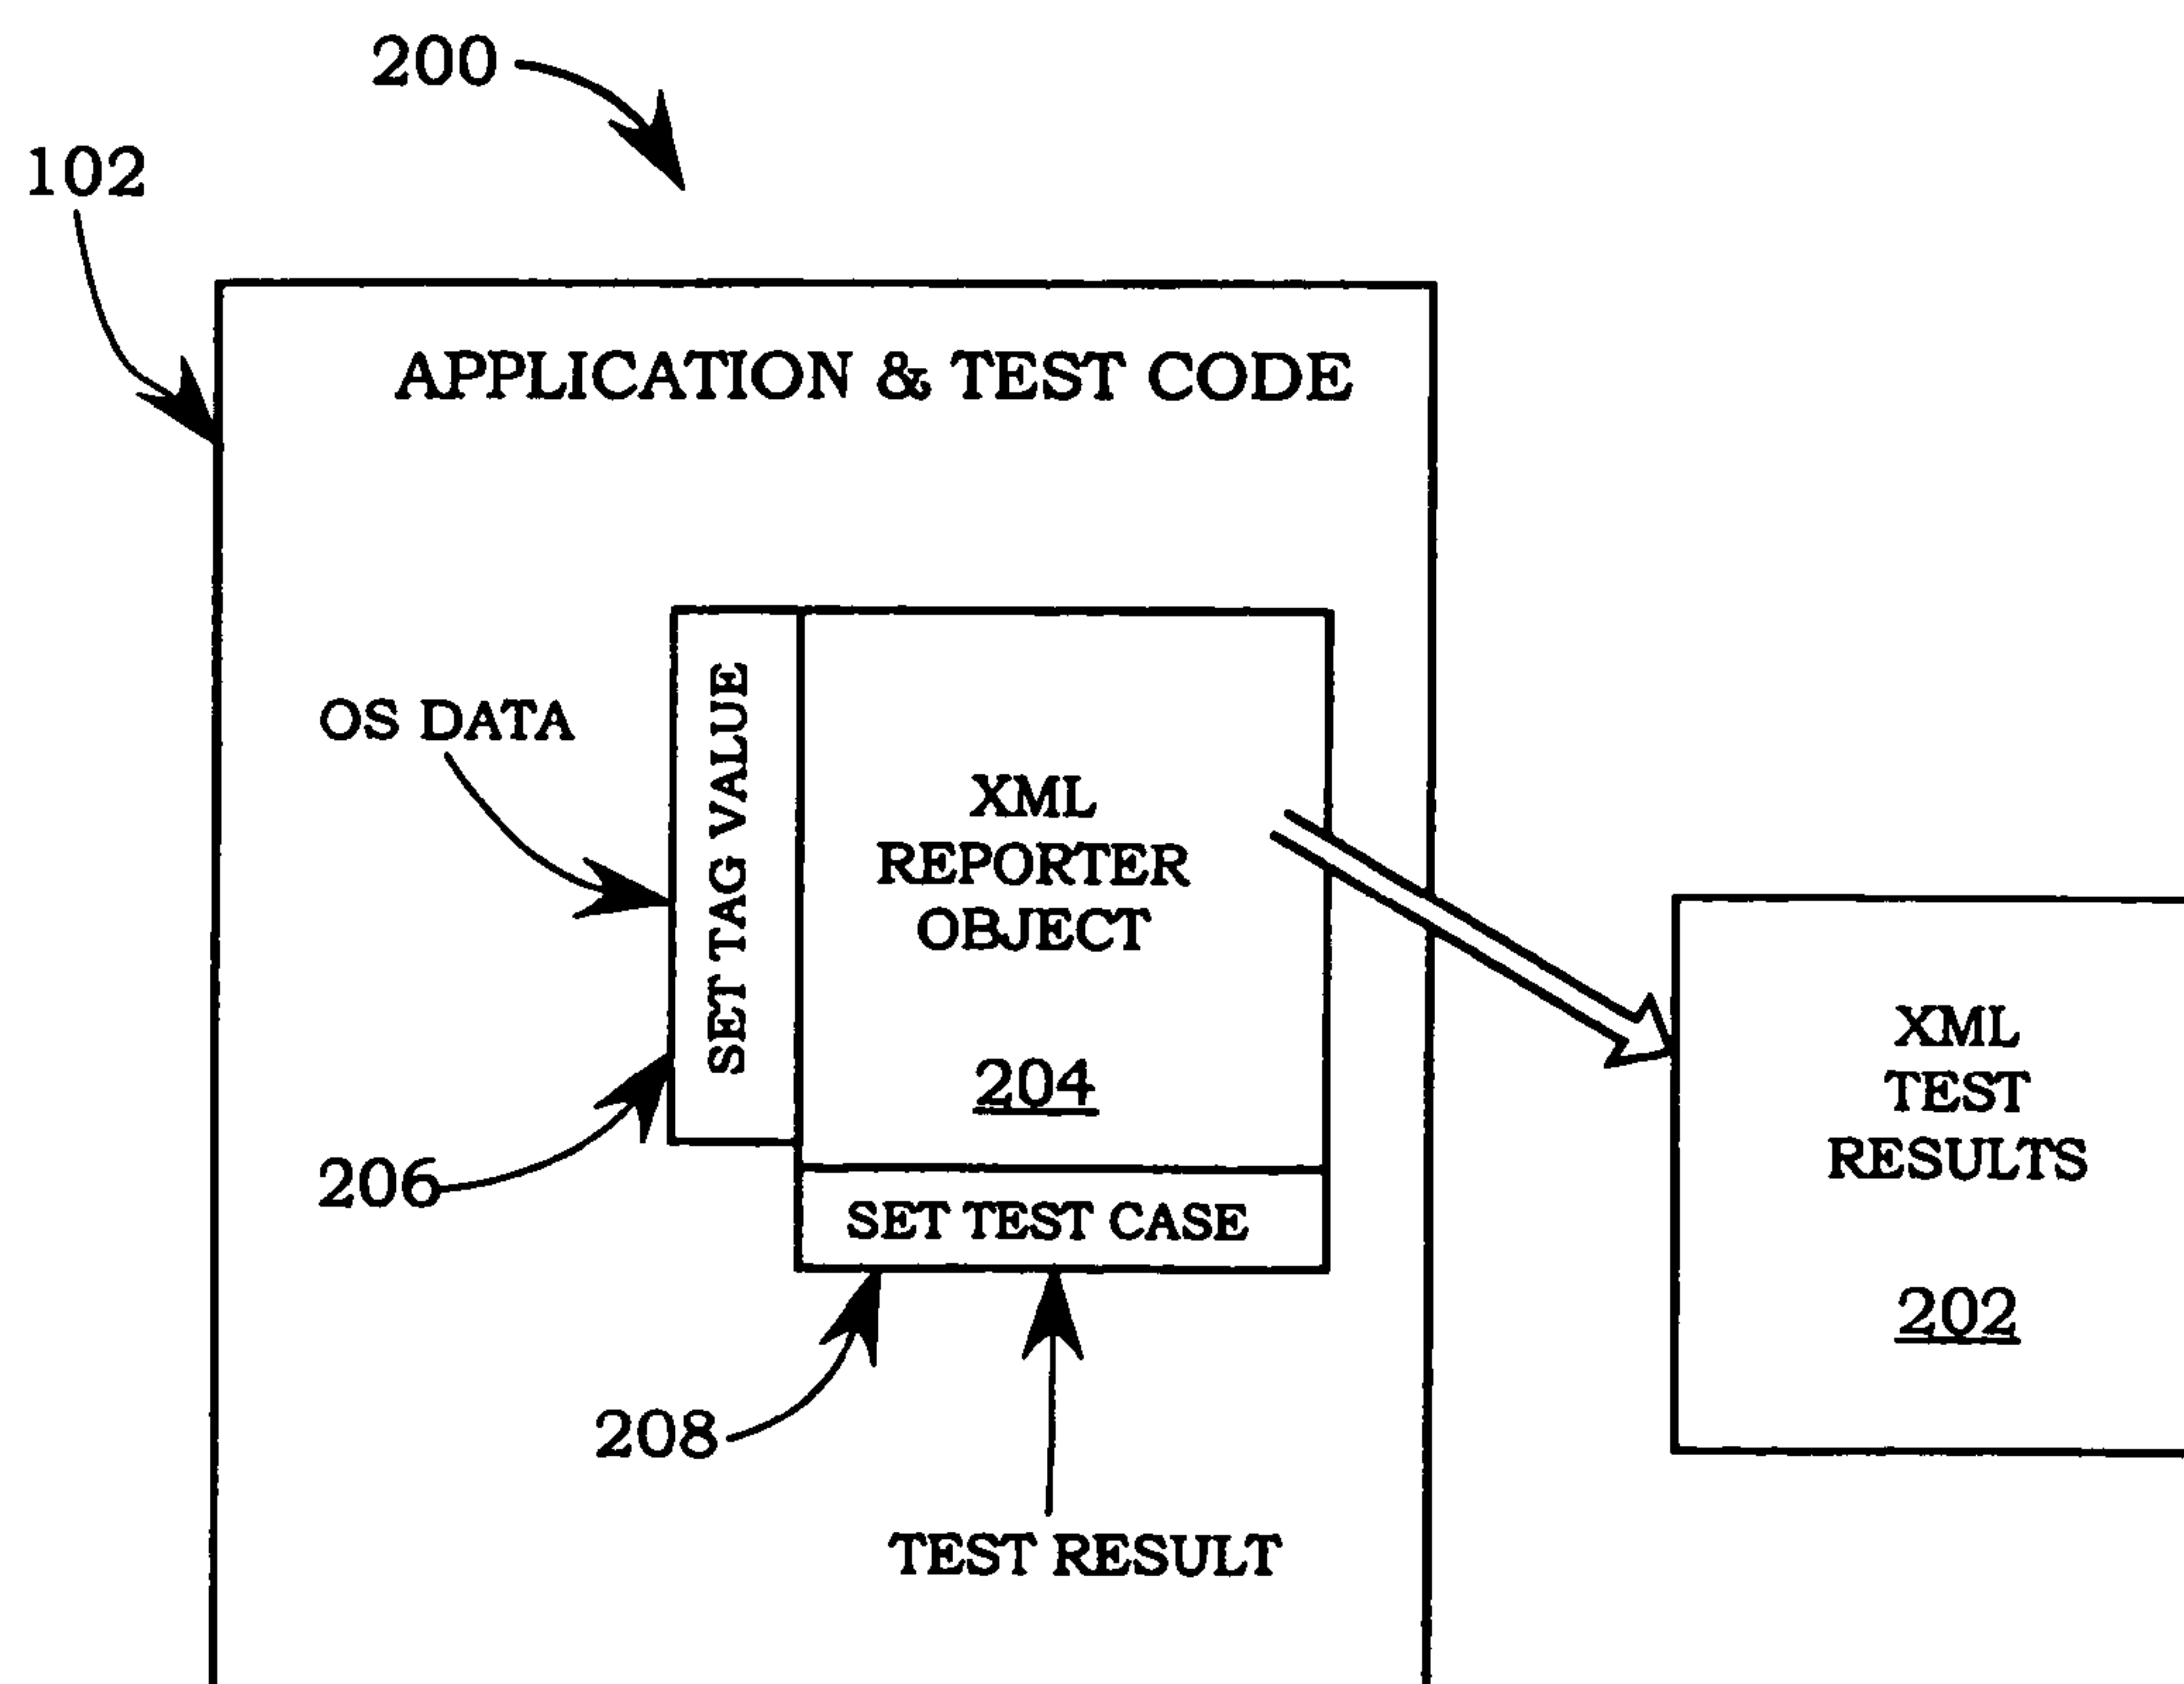 200
102
APPLICATION & TEST CODE
OS DATA
SET TAG VALUE
XML
REPORTER
OBJECT
204
206
SET TEST CASE
208
TEST RESULT
XML
TEST
RESULTS
202